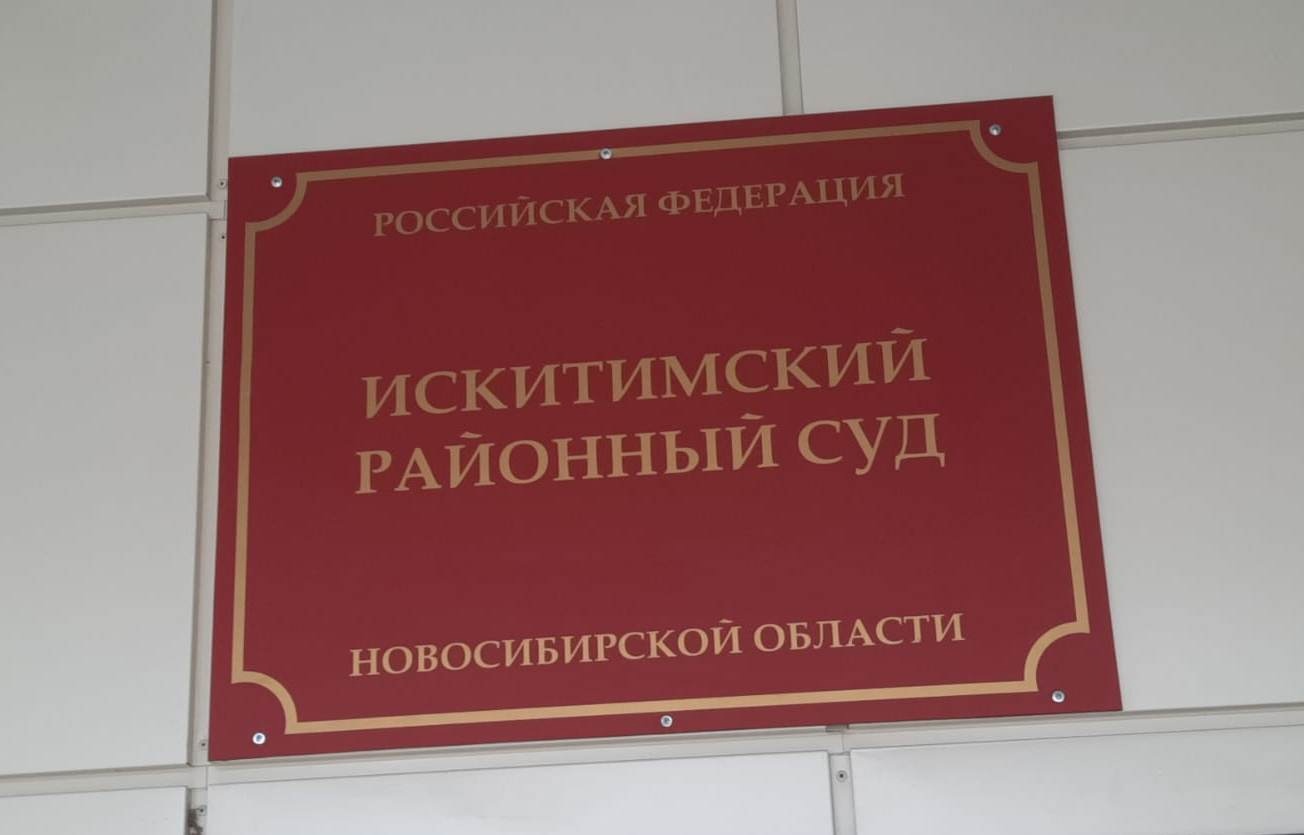 РОССИЙСКАЯ ФЕДЕРАЦИЯ
ИСКИТИМСКИЙ
РАЙОННЫЙ СУД
НОВОСИБИРСКОЙ ОБЛАСТИ